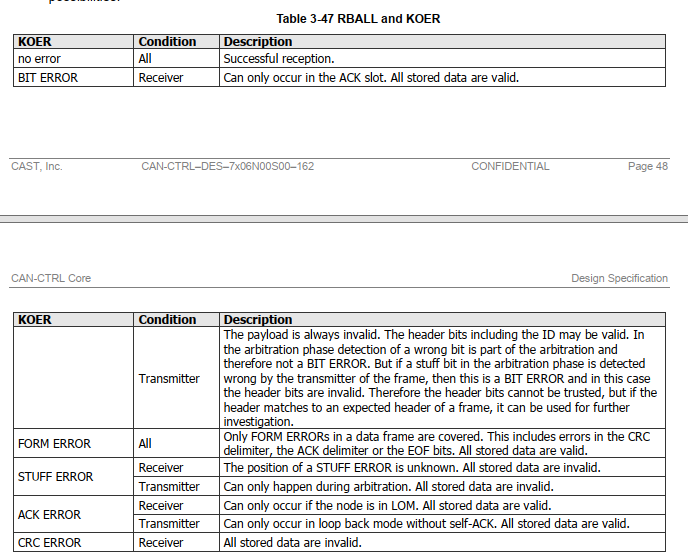 Table 3-47 RBALL and KOER
KOER Condition Description
no error All Successful reception.
BIT ERROR Receiver Can only occur in the ACK slot. All stored data are valid.
CAST, Inc. CAN-CTRL–DES–7x06N00S00–162 CONFIDENTIAL Page 48
CAN-CTRL Core Design Specification
KOER Condition Description
Transmitter
The payload is always invalid. The header bits including the ID may be valid. In
the arbitration phase detection of a wrong bit is part of the arbitration and
therefore not a BIT ERROR. But if a stuff bit in the arbitration phase is detected
wrong by the transmitter of the frame, then this is a BIT ERROR and in this case
the header bits are invalid. Therefore the header bits cannot be trusted, but if the
header matches to an expected header of a frame, it can be used for further
investigation.
FORM ERROR All
Only FORM ERRORs in a data frame are covered. This includes errors in the CRC
delimiter, the ACK delimiter or the EOF bits. All stored data are valid.
STUFF ERROR
Receiver The position of a STUFF ERROR is unknown. All stored data are invalid.
Transmitter Can only happen during arbitration. All stored data are invalid.
ACK ERROR
Receiver Can only occur if the node is in LOM. All stored data are valid.
Transmitter Can only occur in loop back mode without self-ACK. All stored data are valid.
CRC ERROR Receiver All stored data are invalid.